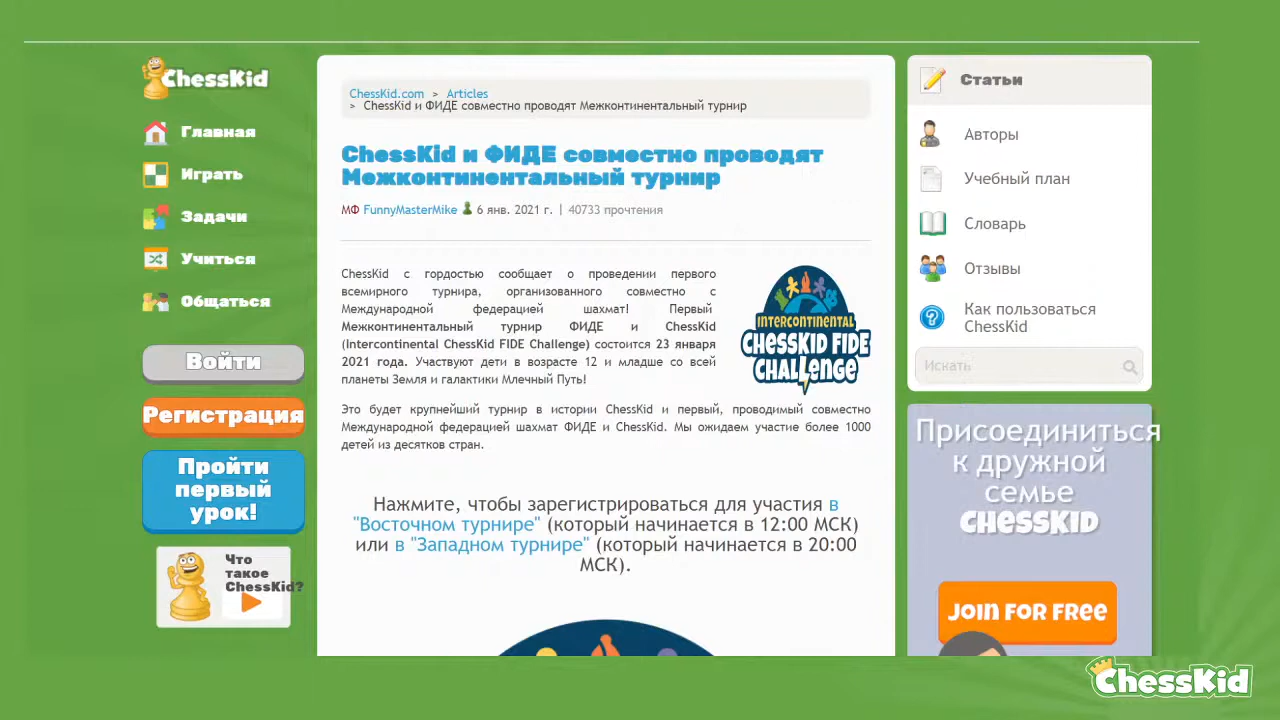 ChessKid
Главная
Играть
Задачи
Учиться
Общаться
Войти
Регистрация
Пройти
первый
урок!
Что
такое
ChessKid?
ChessKid.com > Articles
> ChessKid и ФИДЕ совместно проводят Межконтинентальный турнир
ChessKid и ФИДЕ совместно проводят
Межконтинентальный турнир
МФ FunnyMasterMike 6 янв. 2021 г. | 40733 прочтения
ChessKid с гордостью сообщает о проведении первого
всемирного турнира, организованного совместно с
Международной федерацией шахмат! Первый
Межконтинентальный турнир ФИДЕ и ChessKid
(Intercontinental ChessKid FIDE Challenge) состоится 23 января
2021 года. Участвуют дети в возрасте 12 и младше со всей
планеты Земля и галактики Млечный Путь!
INTERCONTINENTAL
CHESSKID FIDE
CHALLENGE
Это будет крупнейший турнир в истории ChessKid и первый, проводимый совместно
Международной федерацией шахмат ФИДЕ и ChessKid. Мы ожидаем участие более 1000
детей из десятков стран.
Нажмите, чтобы зарегистрироваться для участия в
"Восточном турнире" (который начинается в 12:00 МСК)
или в "Западном турнире" (который начинается в 20:00
МСК).
Статьи
Авторы
Учебный план
Словарь
Отзывы
Как пользоваться
ChessKid
Искать
Присоединиться
к дружной
семье
CHESSKID
JOIN FOR FREE
ChessKid